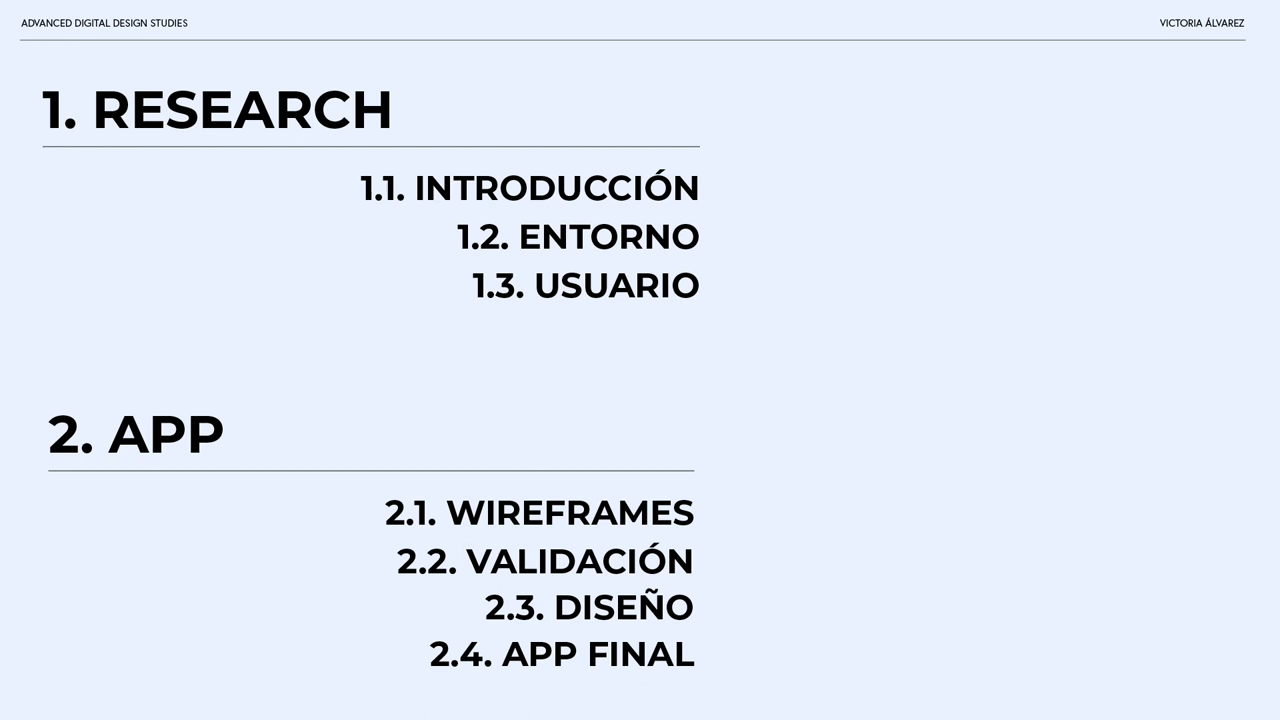 ADVANCED DIGITAL DESIGN STUDIES
VICTORIA ÁLVAREZ
1. RESEARCH
1.1. INTRODUCCIÓN
1.2. ENTORNO
1.3. USUARIO
2. APP
2.1. WIREFRAMES
2.2. VALIDACIÓN
2.3. DISEÑO
2.4. APP FINAL